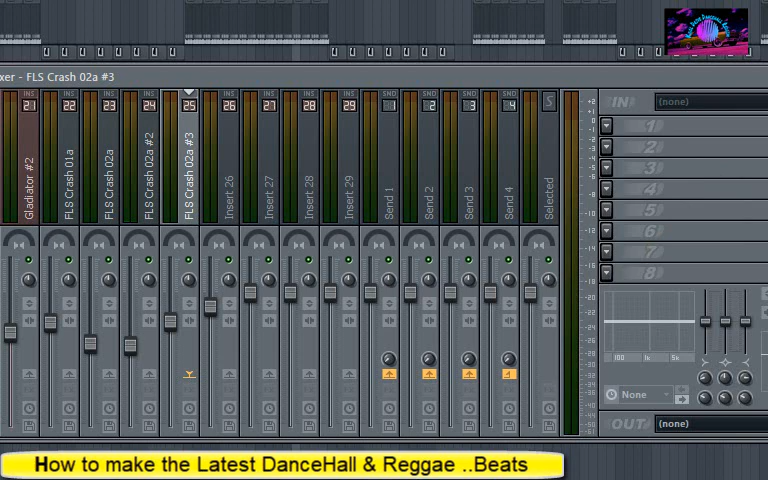 xer - FLS Crash 02a #3
INS INS INS INS INS INS INS INS INS SND SND SND SND
21 22 23 24 25 26 27 28 29 1 2 3 4 S
Gladiator #2
FLS Crash 01a
FLS Crash 02a
FLS Crash 02a #2
FLS Crash 02a #3
Insert 26
Insert 27
Insert 28
Insert 29
Send 1
Send 2
Send 3
Send 4
Selected
IN (none)
1
2
3
4
5
6
7
8
100 1k 5k
None
OUT (none)
How to make the Latest DanceHall & Reggae ..Beats